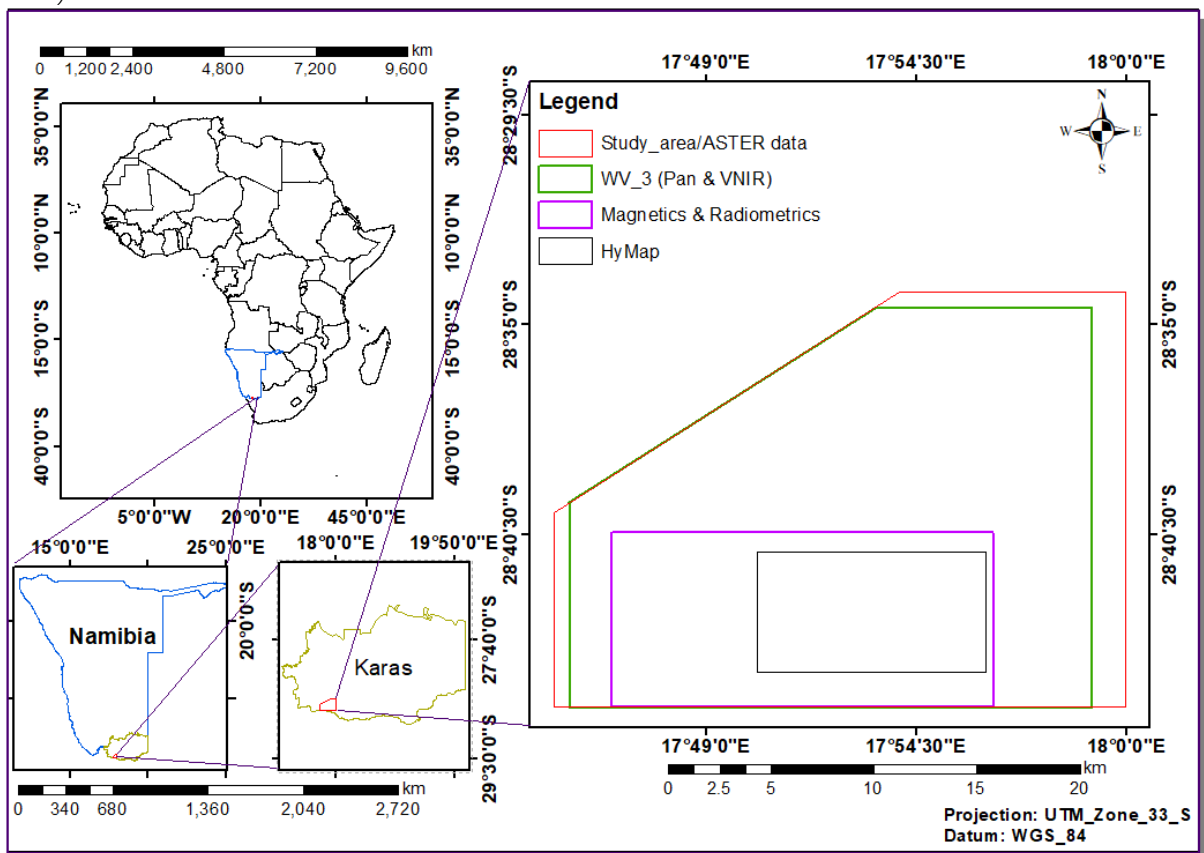 )
km
0 1,200 2,400 4,800 7,200 9,600
35°0'0"N
10°0'0"N
15°0'0"S
40°0'0"S
35°0'0"N
10°0'0"N
15°0'0"S
40°0'0"S
5°0'0"W 20°0'0"E 45°0'0"E
17°49'0"E 17°54'30"E 18°0'0"E
28°29'30"S
28°35'0"S
28°40'30"S
Legend
Study_area/ASTER data
WV_3 (Pan & VNIR)
Magnetics & Radiometrics
HyMap
N
W E
S
28°29'30"S
28°35'0"S
28°40'30"S
17°49'0"E 17°54'30"E 18°0'0"E
15°0'0"E 25°0'0"E
20°0'0"S
Namibia
18°0'0"E 19°50'0"E
27°40'0"S
29°30'0"S
Karas
km
0 340 680 1,360 2,040 2,720
km
0 2.5 5 10 15 20
Projection: UTM_Zone_33_S
Datum: WGS_84